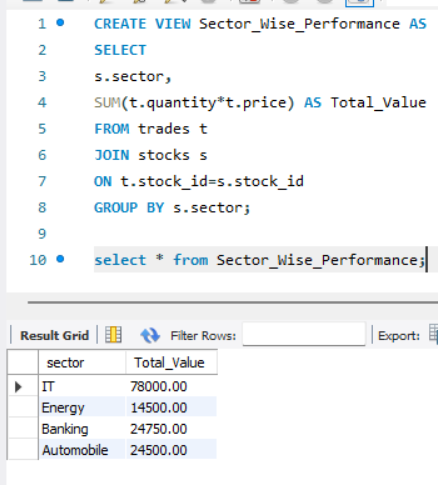 1 CREATE VIEW Sector_Wise_Performance AS
2 SELECT
3 s.sector,
4 SUM(t.quantity*t.price) AS Total_Value
5 FROM trades t
6 JOIN stocks s
7 ON t.stock_id=s.stock_id
8 GROUP BY s.sector;
9
10 select * from Sector_Wise_Performance;
Result Grid Filter Rows: Export:
sector Total_Value
IT 78000.00
Energy 14500.00
Banking 24750.00
Automobile 24500.00